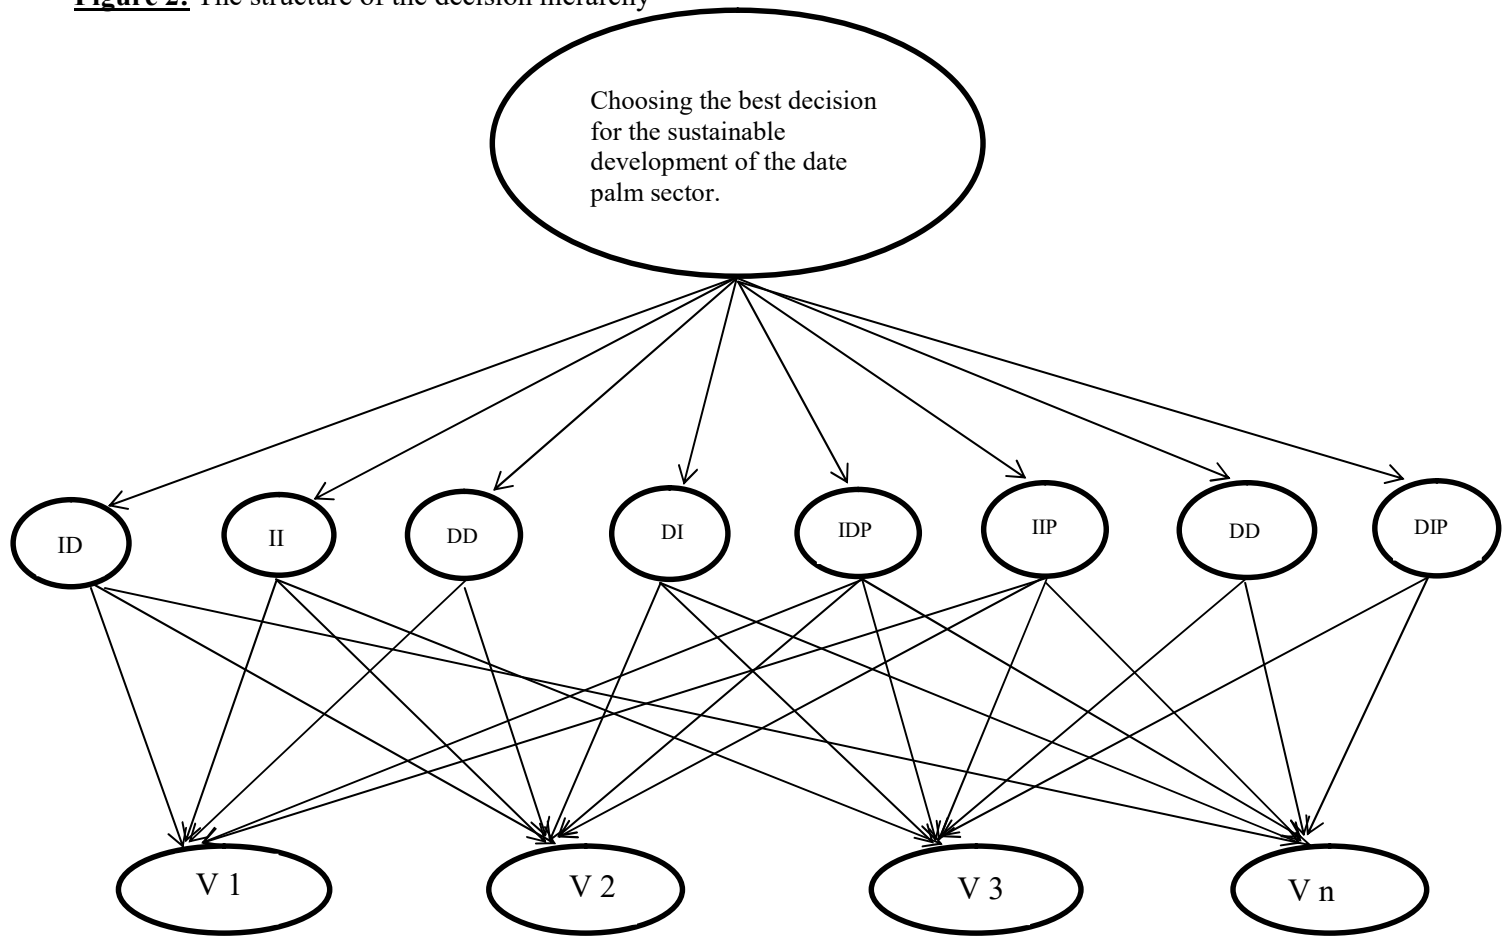 Figure 2: The structure of the decision hierarchy
Choosing the best decision
for the sustainable
development of the date
palm sector.
ID
II
DD
DI
IDP
IIP
DD
DIP
V 1
V 2
V 3
V n